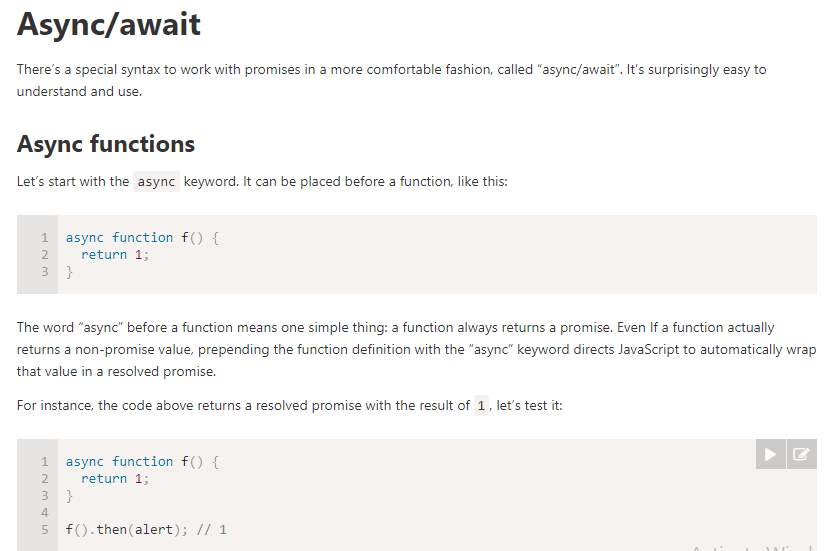 Async/await
There’s a special syntax to work with promises in a more comfortable fashion, called “async/await”. It’s surprisingly easy to
understand and use.
Async functions
Let’s start with the async keyword. It can be placed before a function, like this:
1 async function f() {
2   return 1;
3 }
The word “async” before a function means one simple thing: a function always returns a promise. Even If a function actually
returns a non-promise value, prepending the function definition with the “async” keyword directs JavaScript to automatically wrap
that value in a resolved promise.
For instance, the code above returns a resolved promise with the result of 1, let’s test it:
1 async function f() {
2   return 1;
3 }
4
5 f().then(alert); // 1